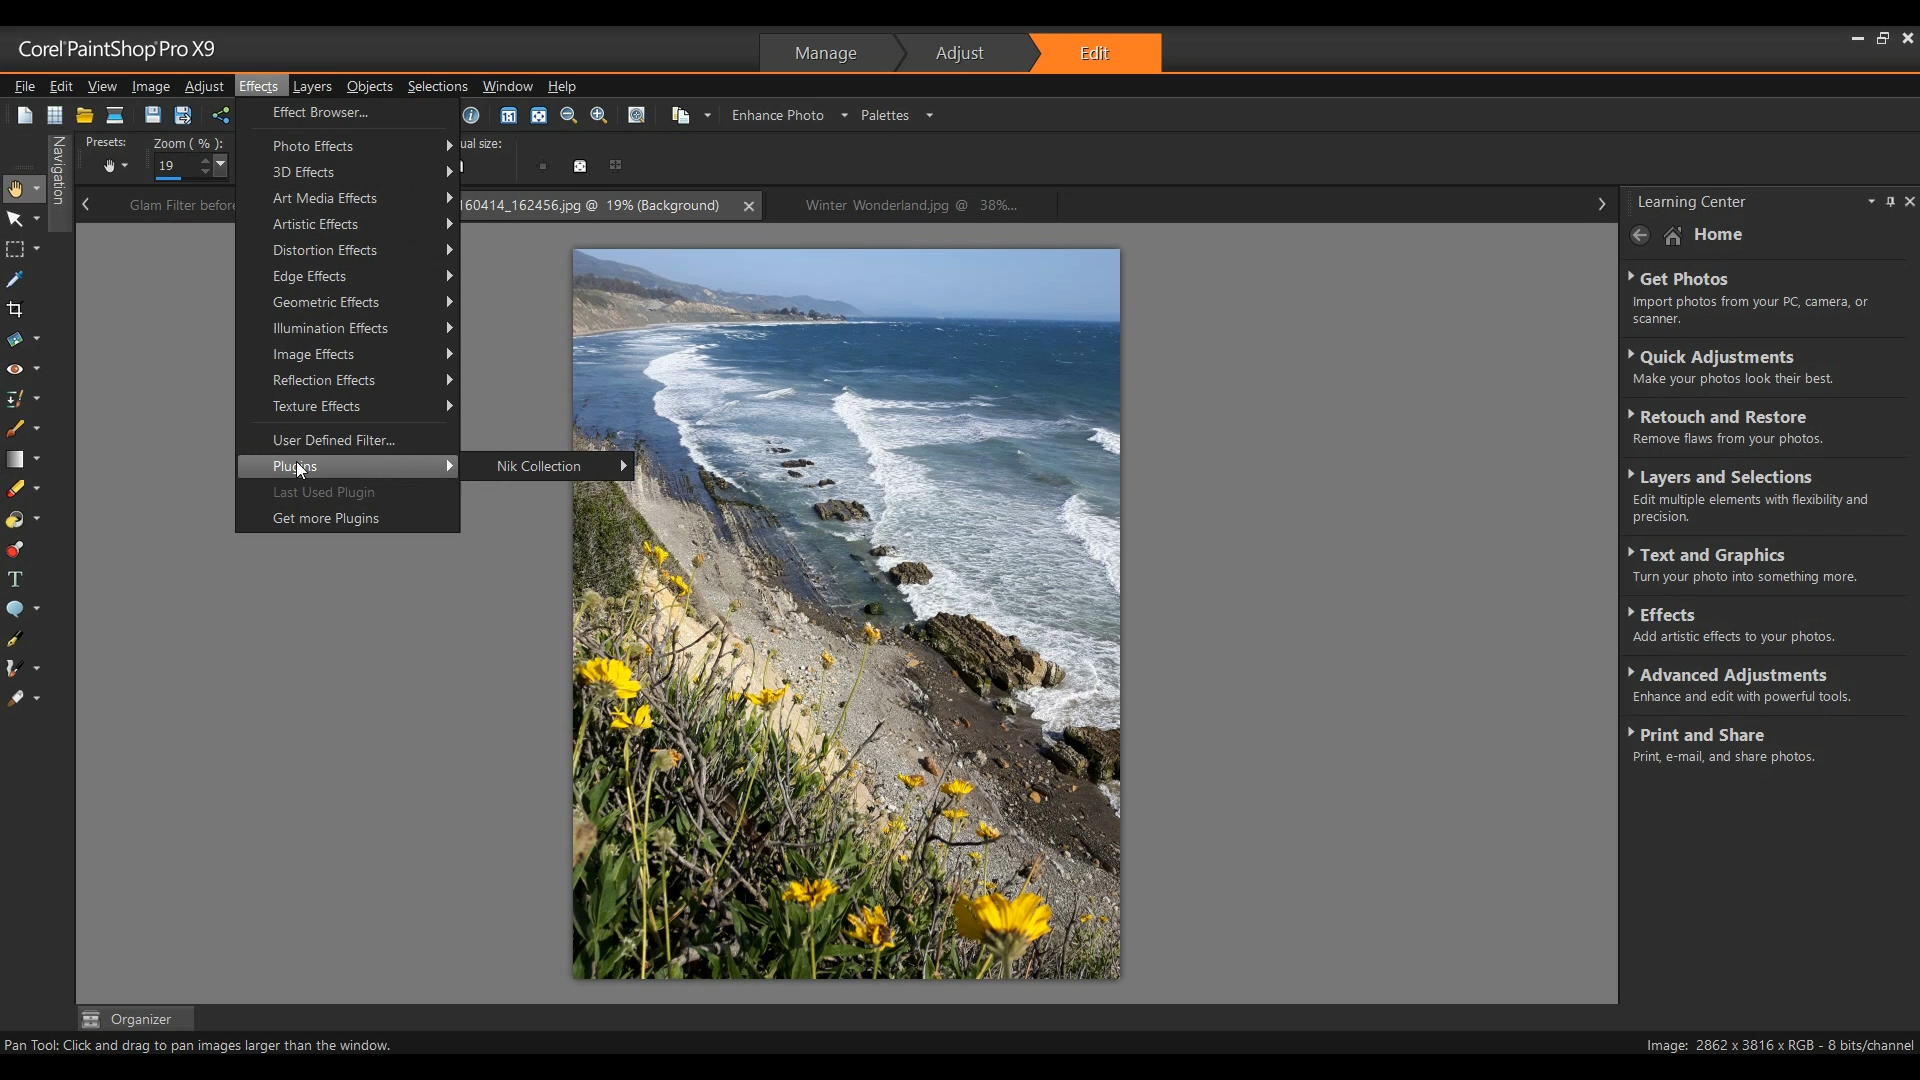 Corel PaintShop Pro X9
Manage
Adjust
Edit
File Edit View Image Adjust Effects Layers Objects Selections Window Help
Effect Browser...
Enhance Photo
Palettes
Presets:
Zoom ( % ):
ual size:
19
Navigation
Glam Filter before
160414_162456.jpg @ 19% (Background)
Winter Wonderland.jpg @ 38%...
Photo Effects
3D Effects
Art Media Effects
Artistic Effects
Distortion Effects
Edge Effects
Geometric Effects
Illumination Effects
Image Effects
Reflection Effects
Texture Effects
User Defined Filter...
Plugins
Nik Collection
Last Used Plugin
Get more Plugins
Learning Center
Home
Get Photos
Import photos from your PC, camera, or
scanner.
Quick Adjustments
Make your photos look their best.
Retouch and Restore
Remove flaws from your photos.
Layers and Selections
Edit multiple elements with flexibility and
precision.
Text and Graphics
Turn your photo into something more.
Effects
Add artistic effects to your photos.
Advanced Adjustments
Enhance and edit with powerful tools.
Print and Share
Print, e-mail, and share photos.
Organizer
Pan Tool: Click and drag to pan images larger than the window.
Image: 2862 x 3816 x RGB - 8 bits/channel